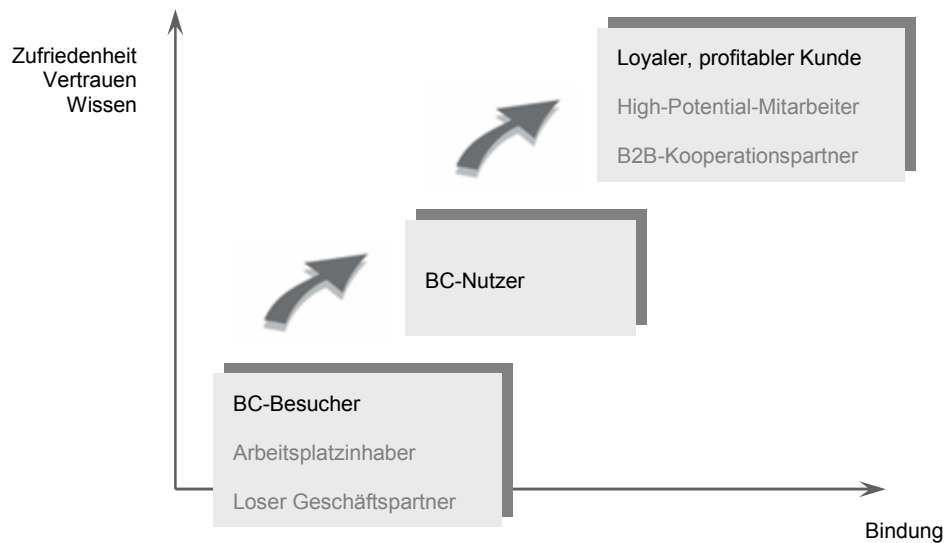 Zufriedenheit
Vertrauen
Wissen
Loyaler, profitabler Kunde
High-Potential-Mitarbeiter
B2B-Kooperationspartner
BC-Nutzer
BC-Besucher
Arbeitsplatzinhaber
Loser Geschäftspartner
Bindung